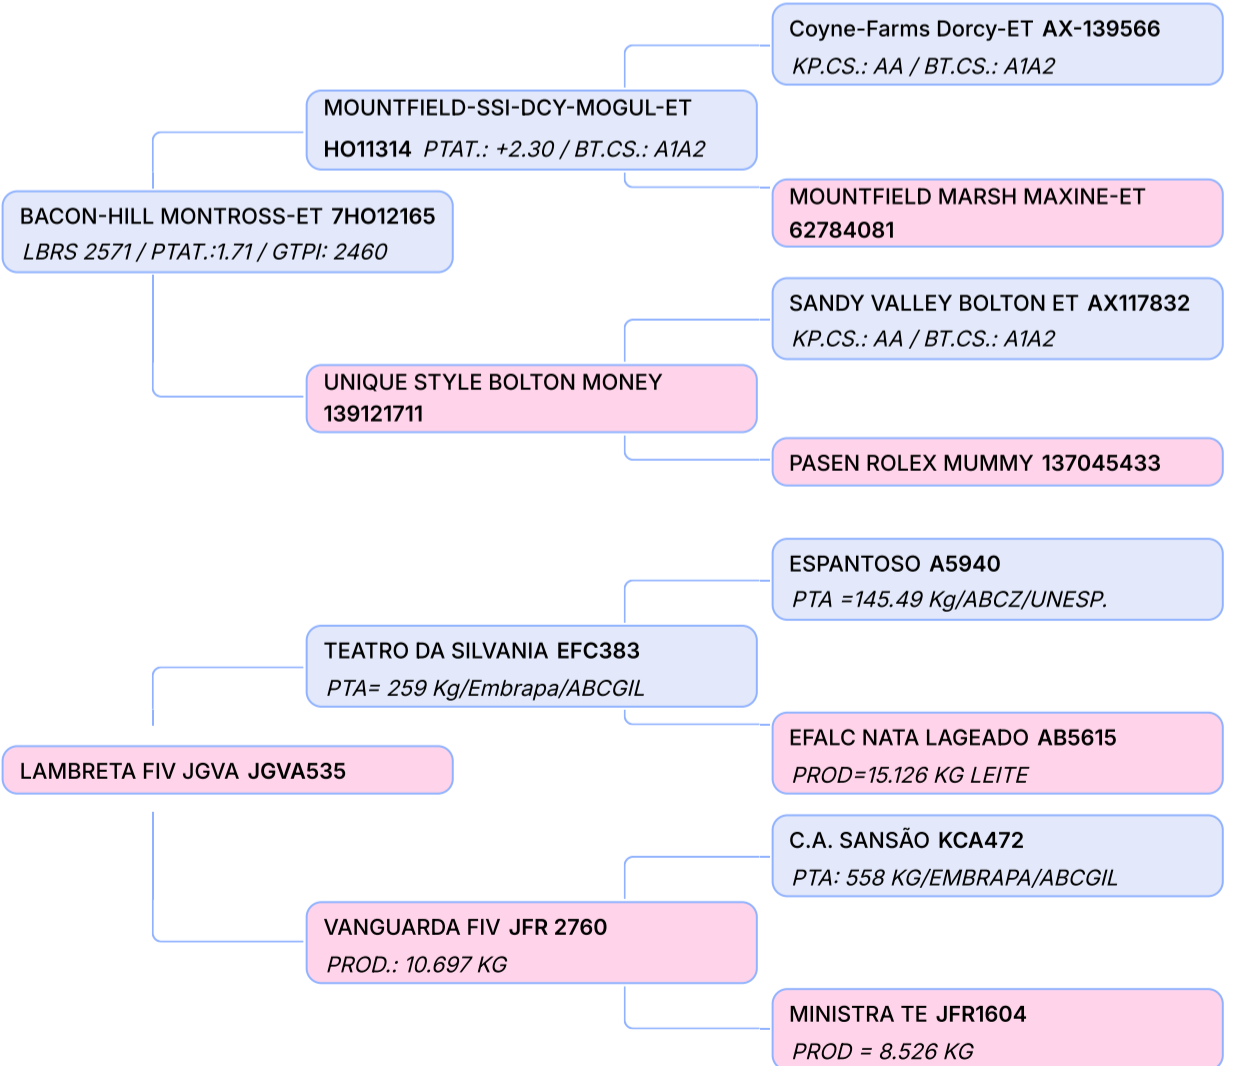 Coyne-Farms Dorcy-ET AX-139566
KP.CS.: AA / BT.CS.: A1A2
MOUNTFIELD-SSI-DCY-MOGUL-ET
HO11314 PTAT.: +2.30 / BT.CS.: A1A2
MOUNTFIELD MARSH MAXINE-ET
62784081
BACON-HILL MONTROSS-ET 7HO12165
LBRS 2571 / PTAT.:1.71 / GTPI: 2460
SANDY VALLEY BOLTON ET AX117832
KP.CS.: AA / BT.CS.: A1A2
UNIQUE STYLE BOLTON MONEY
139121711
PASEN ROLEX MUMMY 137045433
ESPANTOSO A5940
PTA =145.49 Kg/ABCZ/UNESP.
TEATRO DA SILVANIA EFC383
PTA= 259 Kg/Embrapa/ABCGIL
EFALC NATA LAGEADO AB5615
PROD=15.126 KG LEITE
LAMBRETA FIV JGVA JGVA535
C.A. SANSÃO KCA472
PTA: 558 KG/EMBRAPA/ABCGIL
VANGUARDA FIV JFR 2760
PROD.: 10.697 KG
MINISTRA TE JFR1604
PROD = 8.526 KG